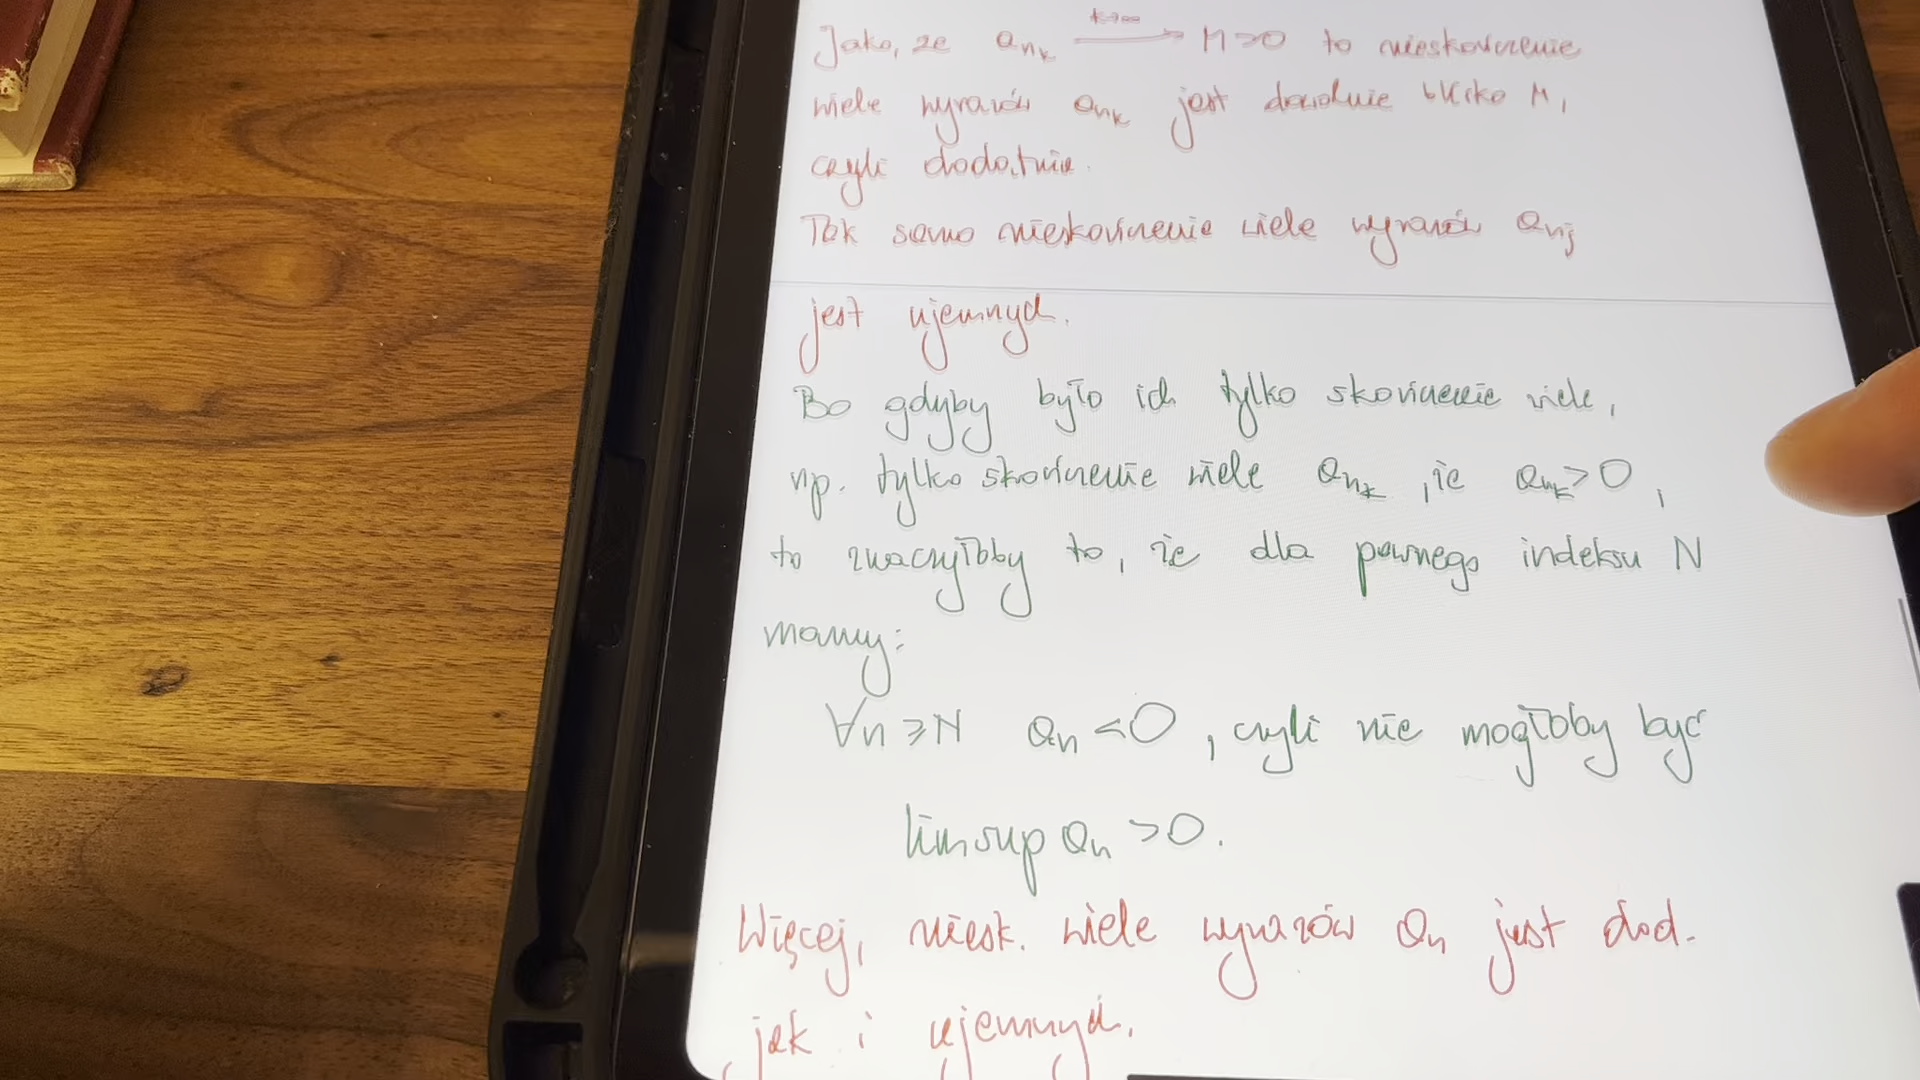 Jako, że a_{n_k} \xrightarrow{k→∞} M>0 to nieskończenie
wiele wyrazów a_{n_k} jest dowolnie blisko M,
czyli dodatnie.
Tak samo nieskończenie wiele wyrazów a_{n_j}
jest ujemnych.
Bo gdyby było ich tylko skończenie wiele,
np. tylko skończenie wiele a_{n_k}, że a_{n_k}>0,
to znaczyłoby to, że dla pewnego indeksu N
mamy:
∀n≥N a_n<0, czyli nie mogłoby być
limsup a_n >0.
Więcej, niesk. wiele wyrazów a_n jest dod.
jak i ujemnych.